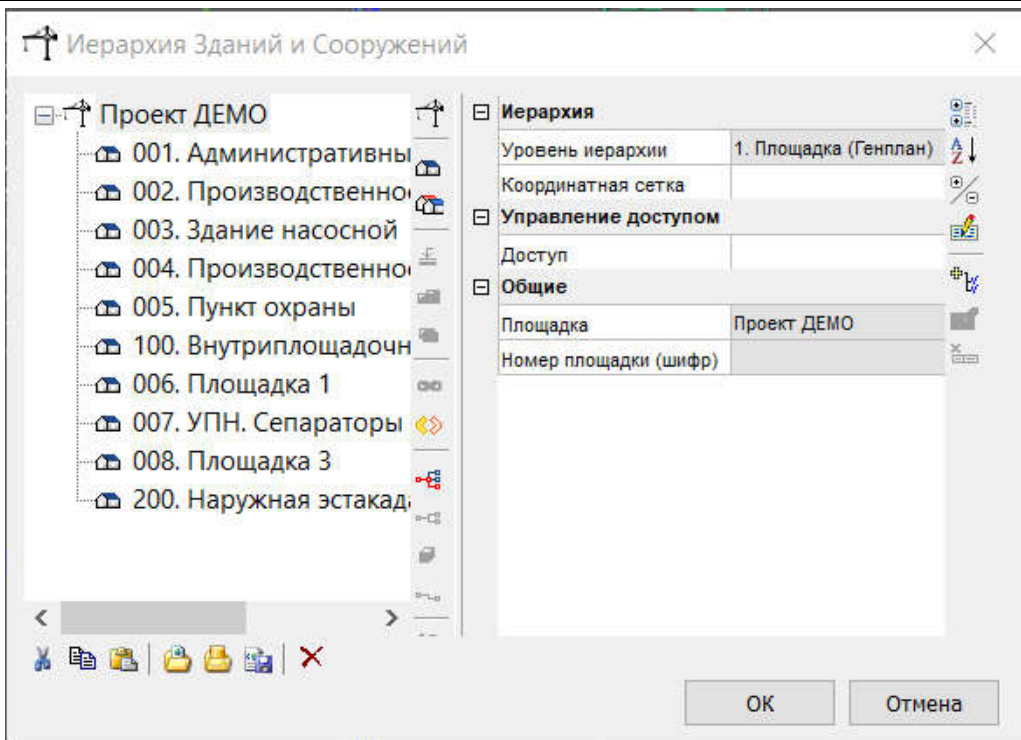 Иерархия Зданий и Сооружений
Проект ДЕМО
001. Административны
002. Производственно
003. Здание насосной
004. Производственно
005. Пункт охраны
100. Внутриплощадочн
006. Площадка 1
007. УПН. Сепараторы
008. Площадка 3
200. Наружная эстакада
Иерархия
Уровень иерархии 1. Площадка (Генплан)
Координатная сетка
Управление доступом
Доступ
Общие
Площадка Проект ДЕМО
Номер площадки (шифр)
ОК Отмена